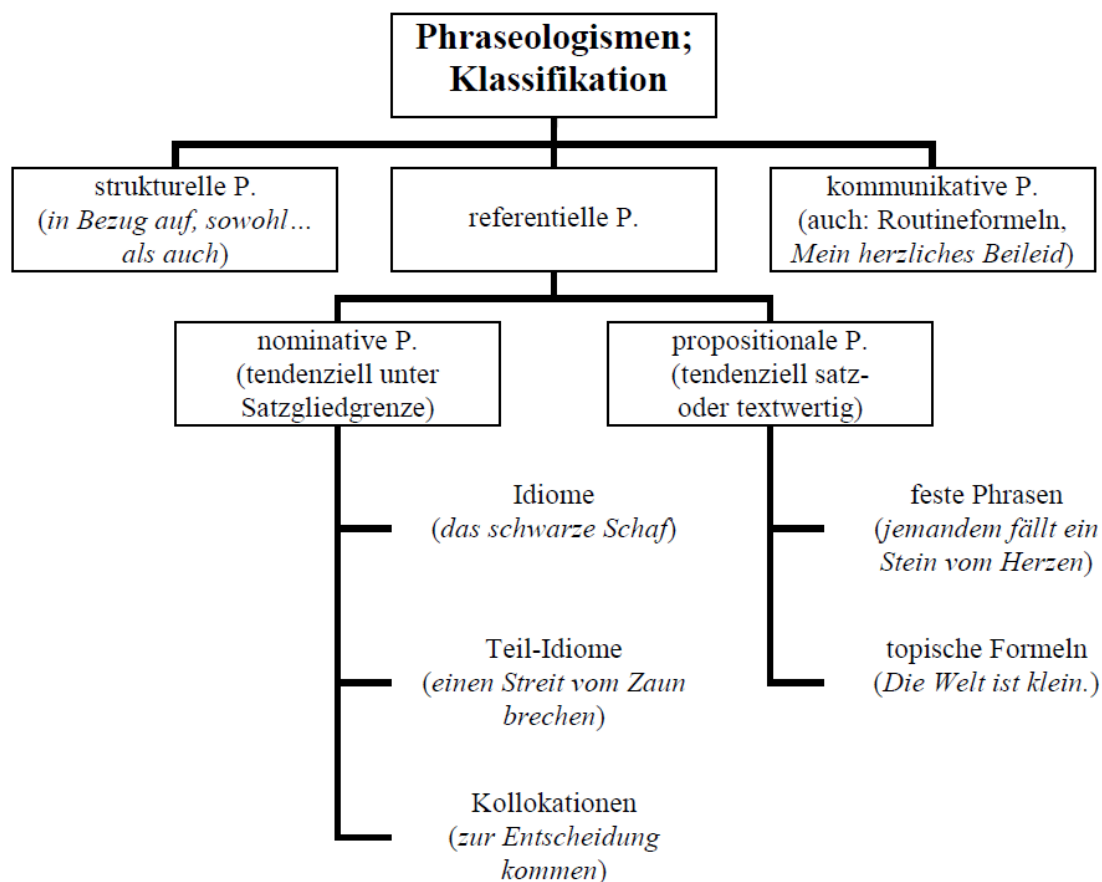 Phraseologismen;
Klassifikation
strukturelle P.
(in Bezug auf, sowohl…
als auch)
referentielle P.
kommunikative P.
(auch: Routineformeln,
Mein herzliches Beileid)
nominative P.
(tendenziell unter
Satzgliedgrenze)
propositionale P.
(tendenziell satz-
oder textwertig)
Idiome
(das schwarze Schaf)
Teil-Idiome
(einen Streit vom Zaun
brechen)
Kollokationen
(zur Entscheidung
kommen)
feste Phrasen
(jemandem fällt ein
Stein vom Herzen)
topische Formeln
(Die Welt ist klein.)